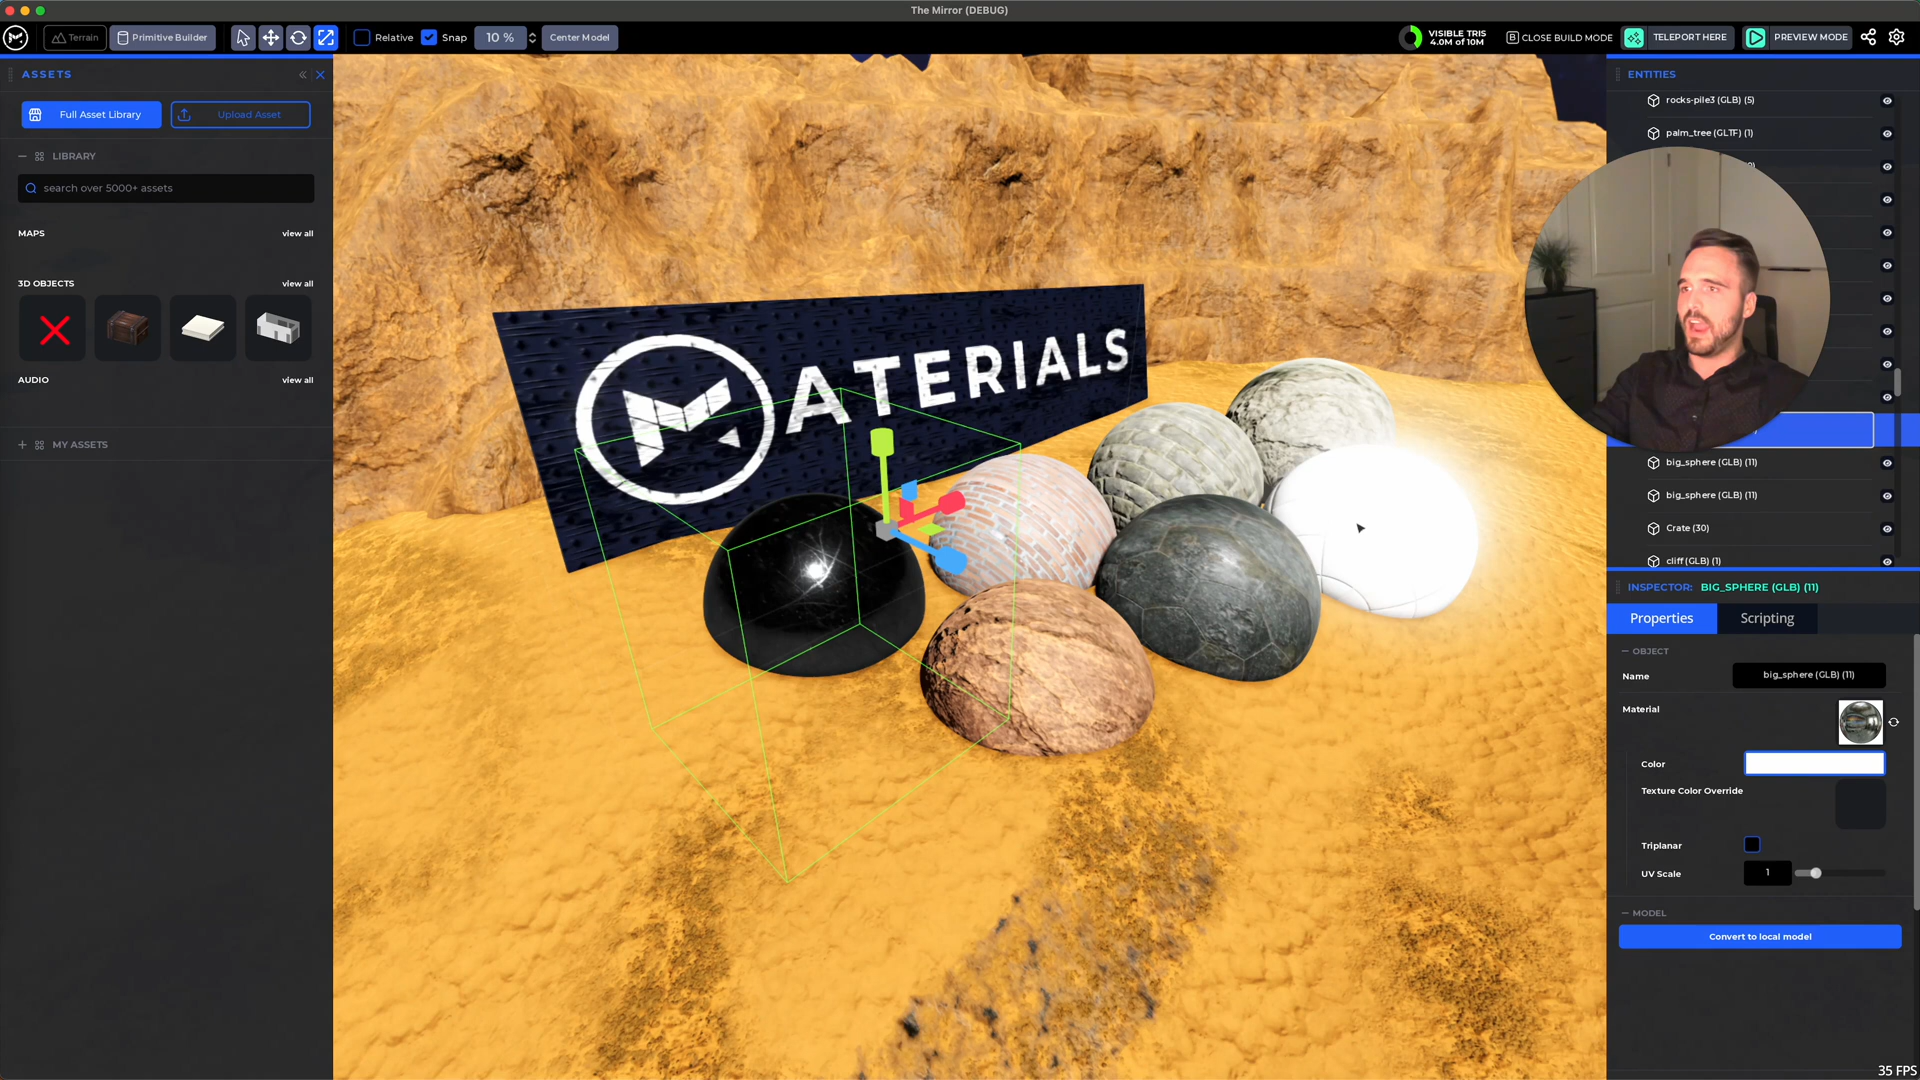 The Mirror (DEBUG)
Terrain
Primitive Builder
Relative
Snap
10 %
Center Model
VISIBLE TRIS
4.0M of 10M
B CLOSE BUILD MODE
TELEPORT HERE
PREVIEW MODE
ASSETS
Full Asset Library
Upload Asset
LIBRARY
search over 5000+ assets
MAPS
view all
3D OBJECTS
view all
AUDIO
view all
MY ASSETS
MATERIALS
ENTITIES
rocks-pile3 (GLB) (5)
palm_tree (GLTF) (1)
big_sphere (GLB) (11)
big_sphere (GLB) (11)
Crate (30)
cliff (GLB) (1)
INSPECTOR: BIG_SPHERE (GLB) (11)
Properties
Scripting
OBJECT
Name
big_sphere (GLB) (11)
Material
Color
Texture Color Override
Triplanar
UV Scale
1
MODEL
Convert to local model
35 FPS